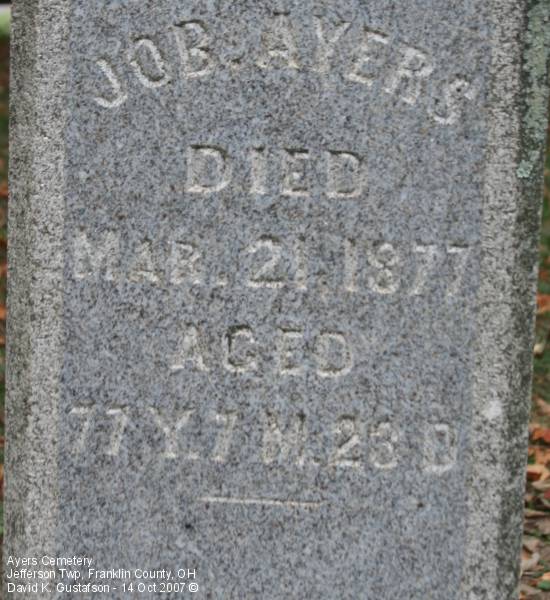 JOB. AYERS
DIED
MAR. 21, 1877
AGED
77 Y. 7 M. 23 D
Ayers Cemetery
Jefferson Twp, Franklin County, OH
David K. Gustafson - 14 Oct 2007 ©